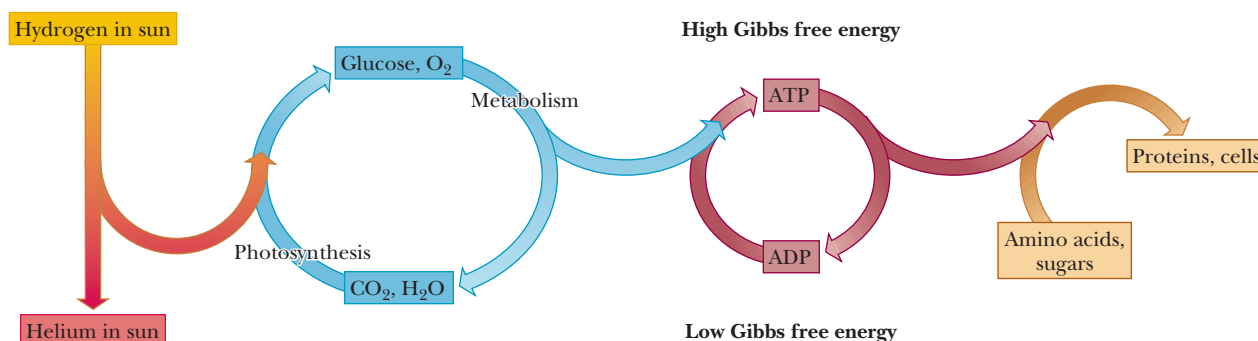 Hydrogen in sun
High Gibbs free energy
Glucose, O₂
Metabolism
ATP
Proteins, cells
Photosynthesis
ADP
Amino acids,
sugars
CO₂, H₂O
Helium in sun
Low Gibbs free energy